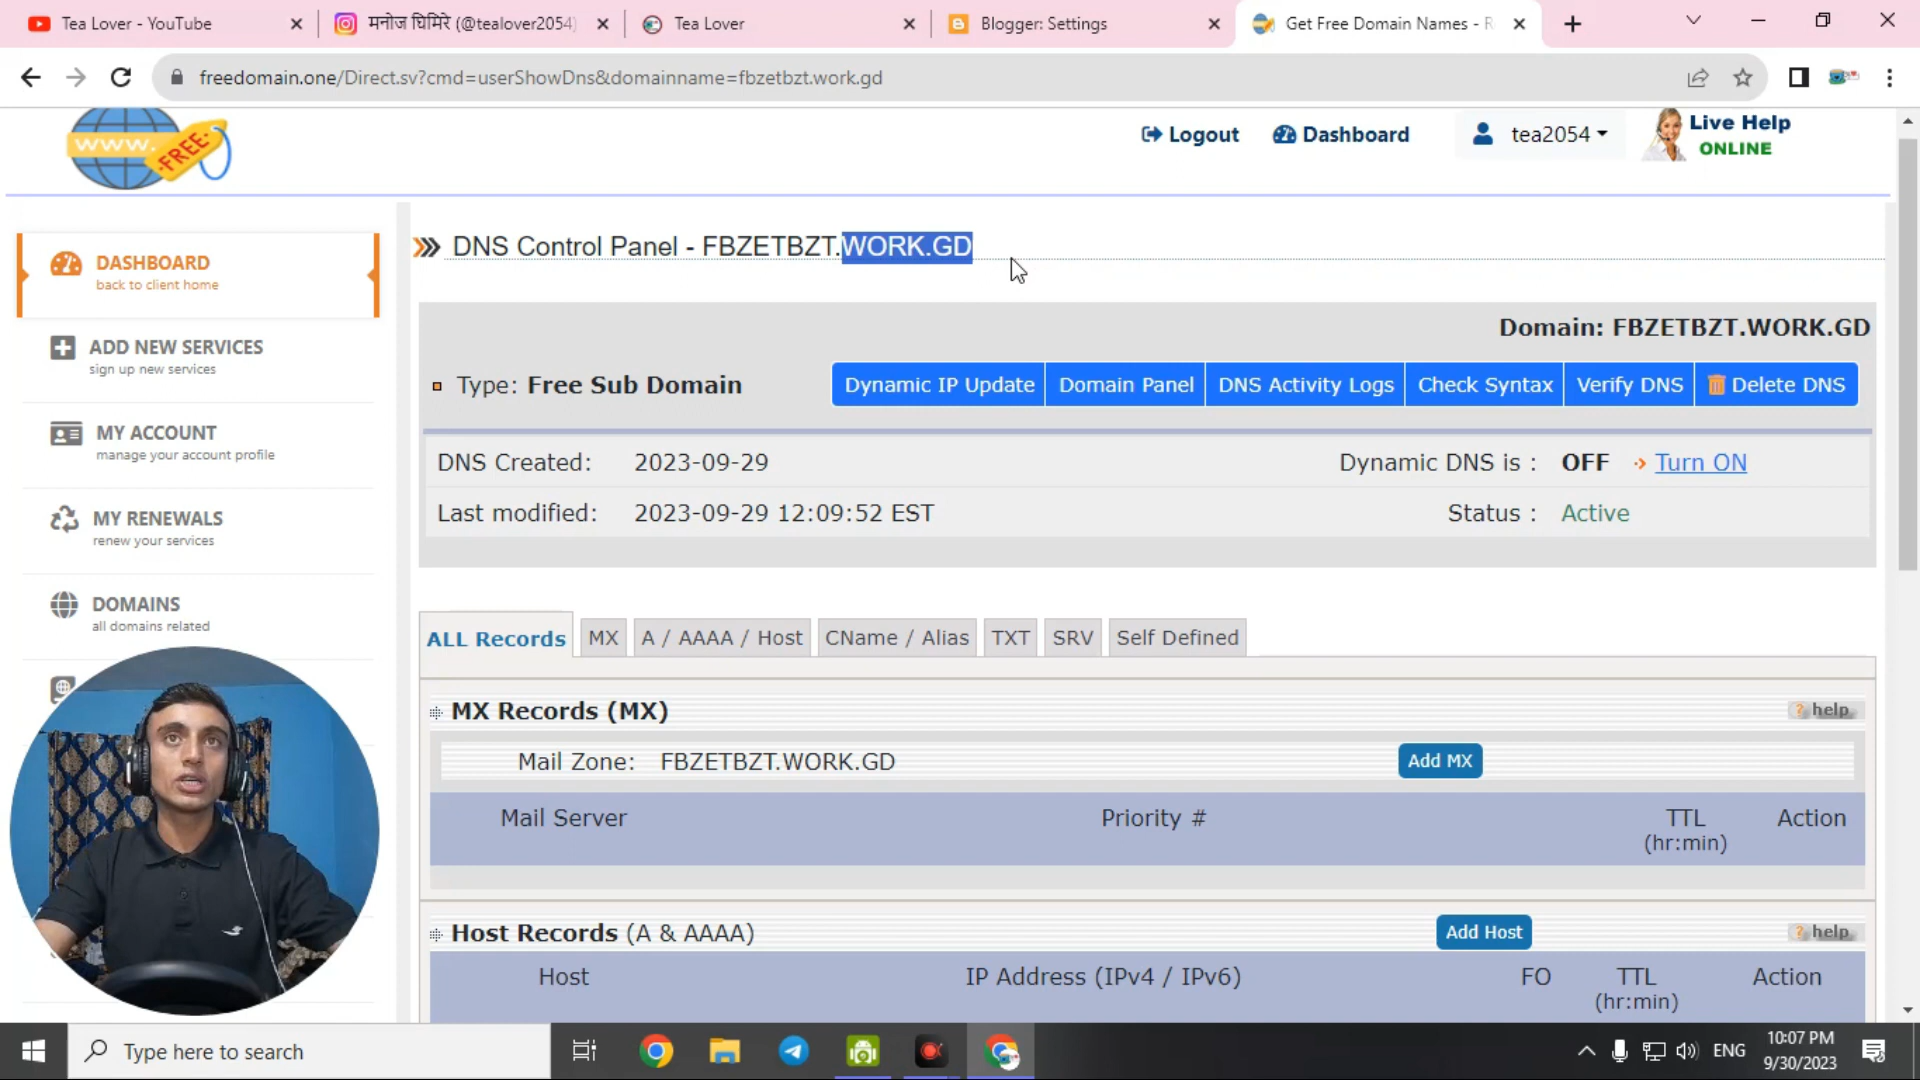 Tea Lover - YouTube
मनोज घिमिरे (@tealover2054)
Tea Lover
Blogger: Settings
Get Free Domain Names - R
freedomain.one/Direct.sv?cmd=userShowDns&domainname=fbzetbzt.work.gd
www.
FREE
Logout
Dashboard
tea2054
Live Help
ONLINE
DASHBOARD
back to client home
ADD NEW SERVICES
sign up new services
MY ACCOUNT
manage your account profile
MY RENEWALS
renew your services
DOMAINS
all domains related
DNS Control Panel - FBZETBZT.WORK.GD
Domain: FBZETBZT.WORK.GD
Type: Free Sub Domain
Dynamic IP Update
Domain Panel
DNS Activity Logs
Check Syntax
Verify DNS
Delete DNS
DNS Created: 2023-09-29
Dynamic DNS is : OFF Turn ON
Last modified: 2023-09-29 12:09:52 EST
Status : Active
ALL Records
MX
A / AAAA / Host
CName / Alias
TXT
SRV
Self Defined
MX Records (MX)
? help
Mail Zone: FBZETBZT.WORK.GD
Add MX
Mail Server
Priority #
TTL
(hr:min)
Action
Host Records (A & AAAA)
Add Host
? help
Host
IP Address (IPv4 / IPv6)
FO
TTL
(hr:min)
Action
Type here to search
ENG
10:07 PM
9/30/2023